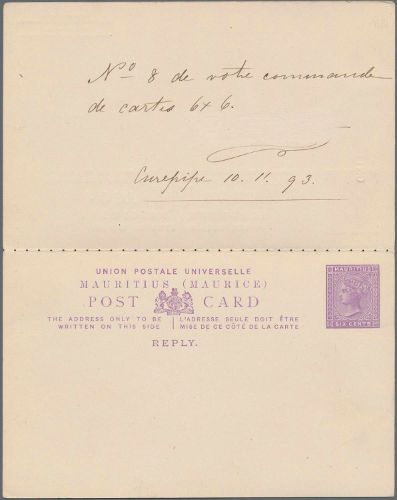 Nº 8 de votre commande
de cartes 6+6.
Curepipe 10.11.93.
UNION POSTALE UNIVERSELLE
MAURITIUS (MAURICE)
POST CARD
THE ADDRESS ONLY TO BE
WRITTEN ON THIS SIDE
L'ADRESSE SEULE DOIT ÊTRE
MISE DE CE CÔTÉ DE LA CARTE
REPLY.
MAURITIUS
SIX CENTS